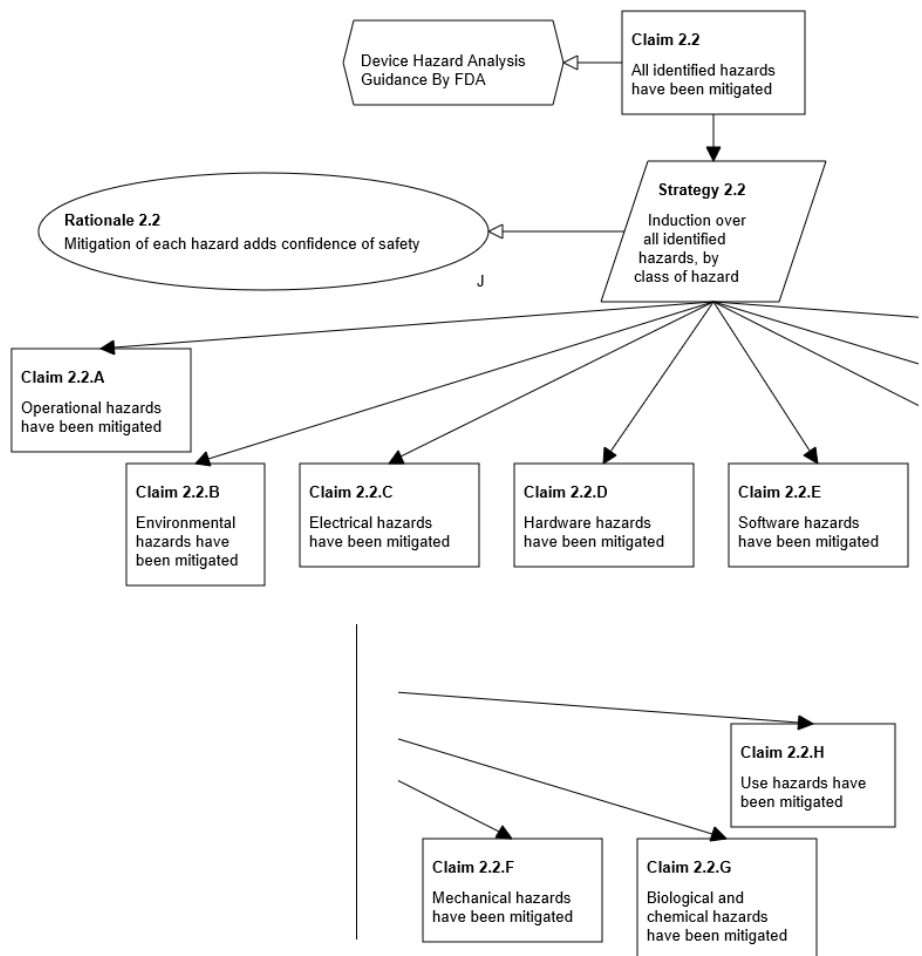 Claim 2.2
All identified hazards
have been mitigated
Device Hazard Analysis
Guidance By FDA
Strategy 2.2
Induction over
all identified
hazards, by
class of hazard
Rationale 2.2
Mitigation of each hazard adds confidence of safety
J
Claim 2.2.A
Operational hazards
have been mitigated
Claim 2.2.B
Environmental
hazards have
been mitigated
Claim 2.2.C
Electrical hazards
have been mitigated
Claim 2.2.D
Hardware hazards
have been mitigated
Claim 2.2.E
Software hazards
have been mitigated
Claim 2.2.H
Use hazards have
been mitigated
Claim 2.2.F
Mechanical hazards
have been mitigated
Claim 2.2.G
Biological and
chemical hazards
have been mitigated